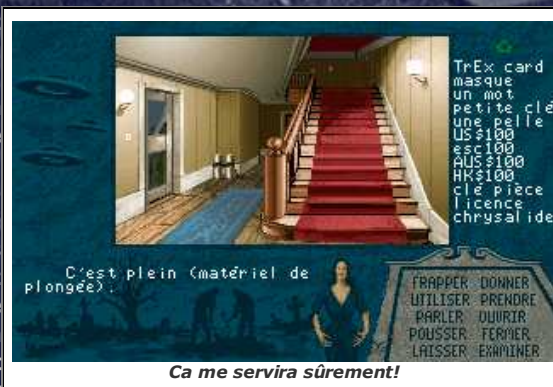 TrEx card
masque
un mot
petite clé
une pelle
US$100
esc100
AUS$100
HK$100
clé pièce
licence
chrysalide
C'est plein (matériel de
plongée).
FRAPPER DONNER
UTILISER PRENDRE
PARLER OUVRIR
POUSSER FERMER
LAISSER EXAMINER
Ca me servira sûrement!